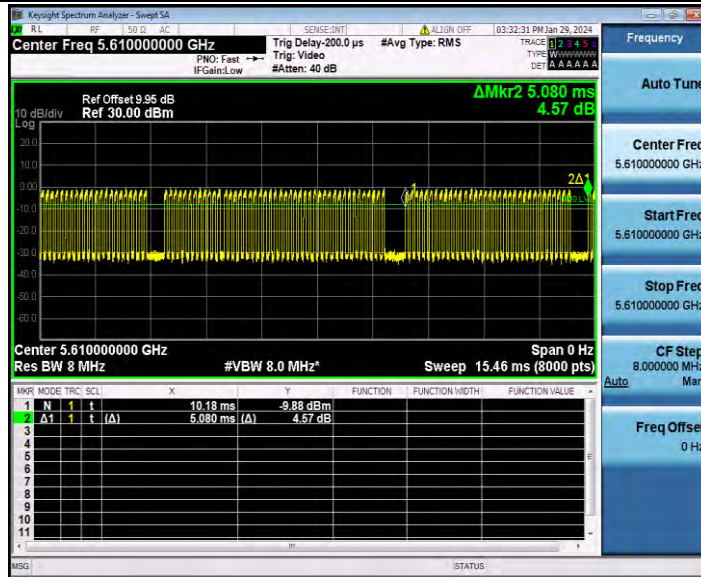 Keysight Spectrum Analyzer - Swept SA
RL RF 50 Ω AC SENSE:INT ALIGN OFF 03:32:31 PM Jan 29, 2024
Center Freq 5.610000000 GHz
PNO: Fast
IFGain:Low
Trig Delay-200.0 µs
Trig: Video
#Atten: 40 dB
#Avg Type: RMS
TRACE 1 2 3 4 5 6
TYPE WWWWWW
DET A A A A A A
Frequency
Auto Tune
Center Freq
5.610000000 GHz
Start Freq
5.610000000 GHz
Stop Freq
5.610000000 GHz
CF Step
8.000000 MHz
Auto Man
Freq Offset
0 Hz
ΔMkr2 5.080 ms
4.57 dB
Ref Offset 9.95 dB
10 dB/div Ref 30.00 dBm
Log
20.0
10.0
0.00
-10.0
-20.0
-30.0
-40.0
-50.0
-60.0
1
2Δ1
Center 5.610000000 GHz Span 0 Hz
Res BW 8 MHz #VBW 8.0 MHz* Sweep 15.46 ms (8000 pts)
MKR MODE TRC SCL X Y FUNCTION FUNCTION WIDTH FUNCTION VALUE
1 N 1 t 10.18 ms -9.88 dBm
2 Δ1 1 t (Δ) 5.080 ms (Δ) 4.57 dB
3
4
5
6
7
8
9
10
11
MSG STATUS